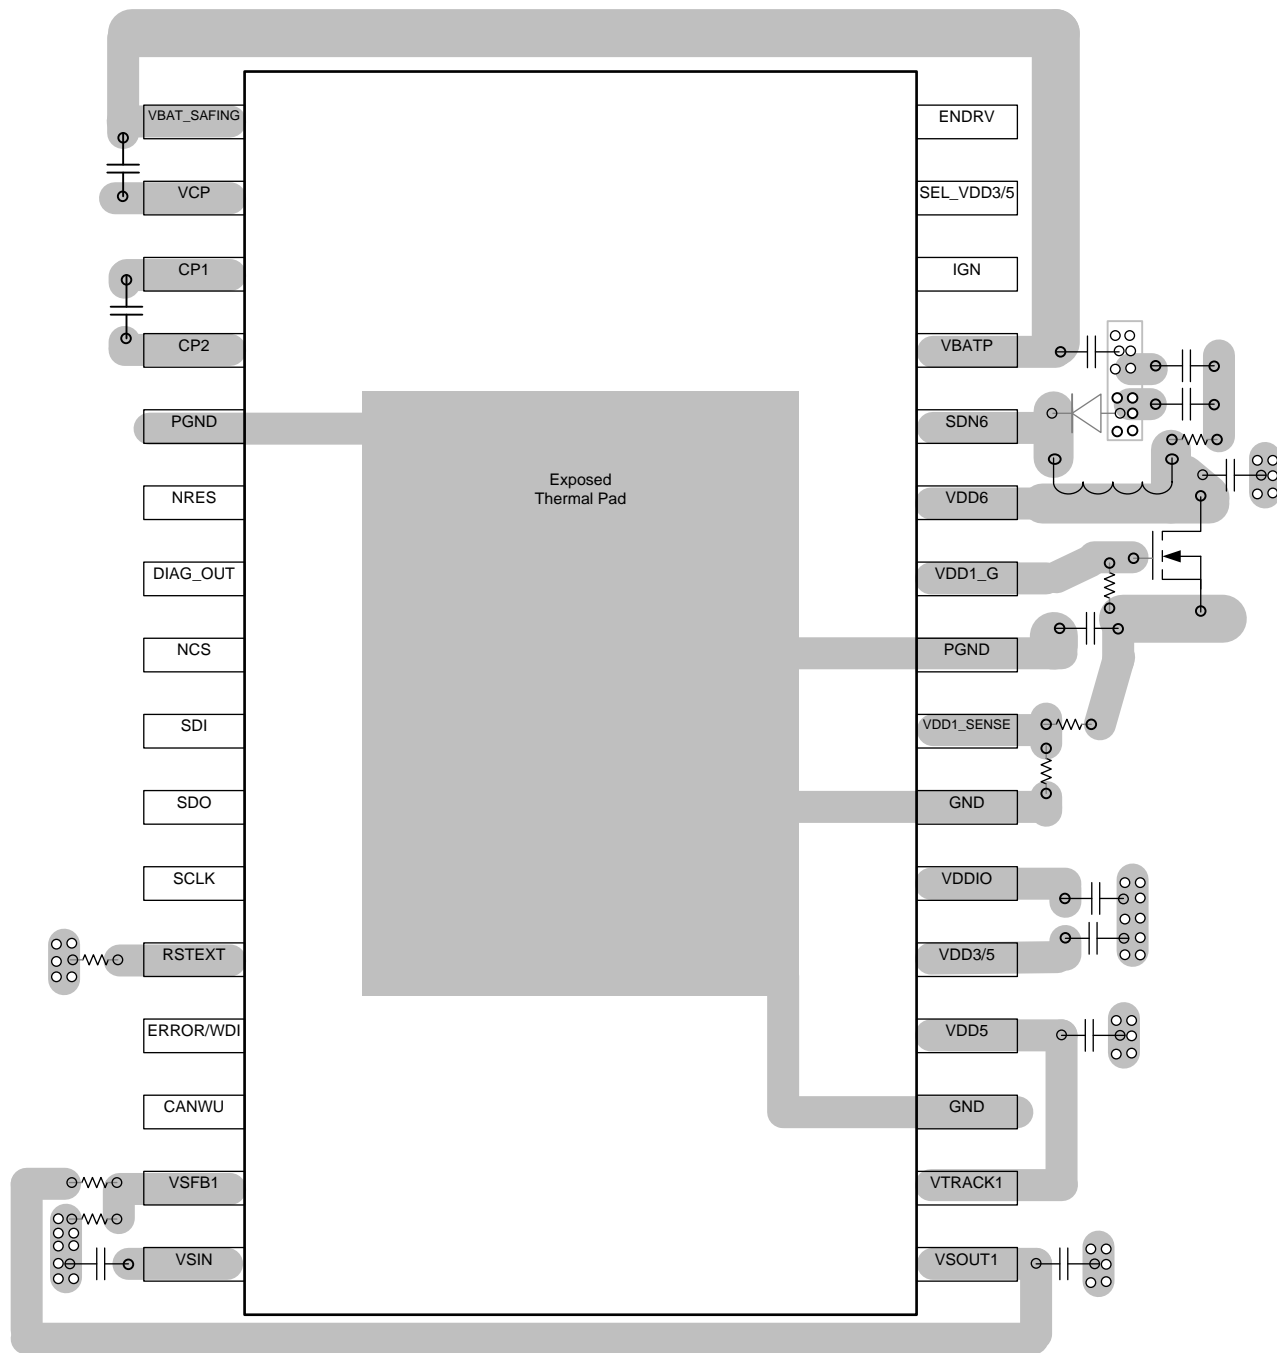 VBAT_SAFING
VCP
CP1
CP2
PGND
NRES
DIAG_OUT
NCS
SDI
SDO
SCLK
RSTEXT
ERROR/WDI
CANWU
VSFB1
VSIN
Exposed
Thermal Pad
ENDRV
SEL_VDD3/5
IGN
VBATP
SDN6
VDD6
VDD1_G
PGND
VDD1_SENSE
GND
VDDIO
VDD3/5
VDD5
GND
VTRACK1
VSOUT1